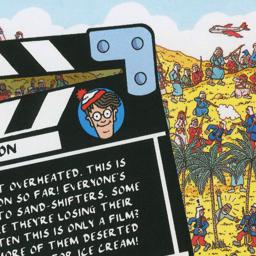 ON
T OVERHEATED. THIS IS
ON SO FAR! EVERYONE'S
TO SAND-SHIFTERS. SOME
E THEY'RE LOSING THEIR
TEN THIS IS ONLY A FILM?
MORE OF THEM DESERTED
FOR ICE CREAM!